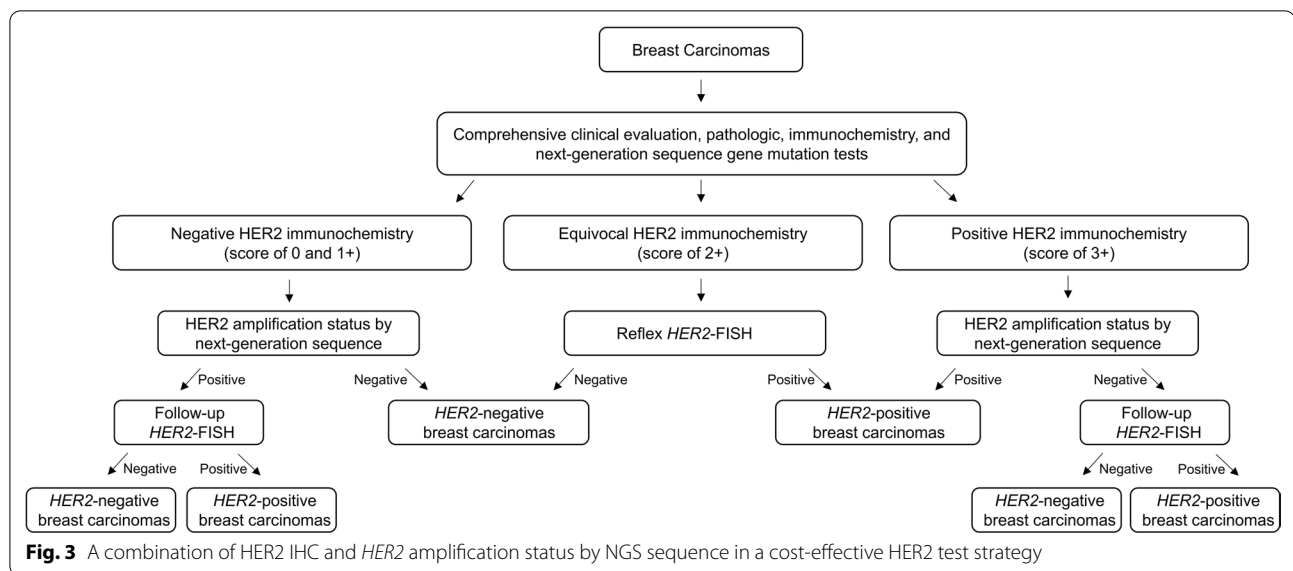 Breast Carcinomas
Comprehensive clinical evaluation, pathologic, immunochemistry, and
next-generation sequence gene mutation tests
Negative HER2 immunochemistry
(score of 0 and 1+)
Equivocal HER2 immunochemistry
(score of 2+)
Positive HER2 immunochemistry
(score of 3+)
HER2 amplification status by
next-generation sequence
Reflex HER2-FISH
HER2 amplification status by
next-generation sequence
Positive
Negative
Negative
Positive
Positive
Negative
Follow-up
HER2-FISH
HER2-negative
breast carcinomas
HER2-positive
breast carcinomas
Follow-up
HER2-FISH
Negative
Positive
Negative
Positive
HER2-negative
breast carcinomas
HER2-positive
breast carcinomas
HER2-negative
breast carcinomas
HER2-positive
breast carcinomas
Fig. 3 A combination of HER2 IHC and HER2 amplification status by NGS sequence in a cost-effective HER2 test strategy